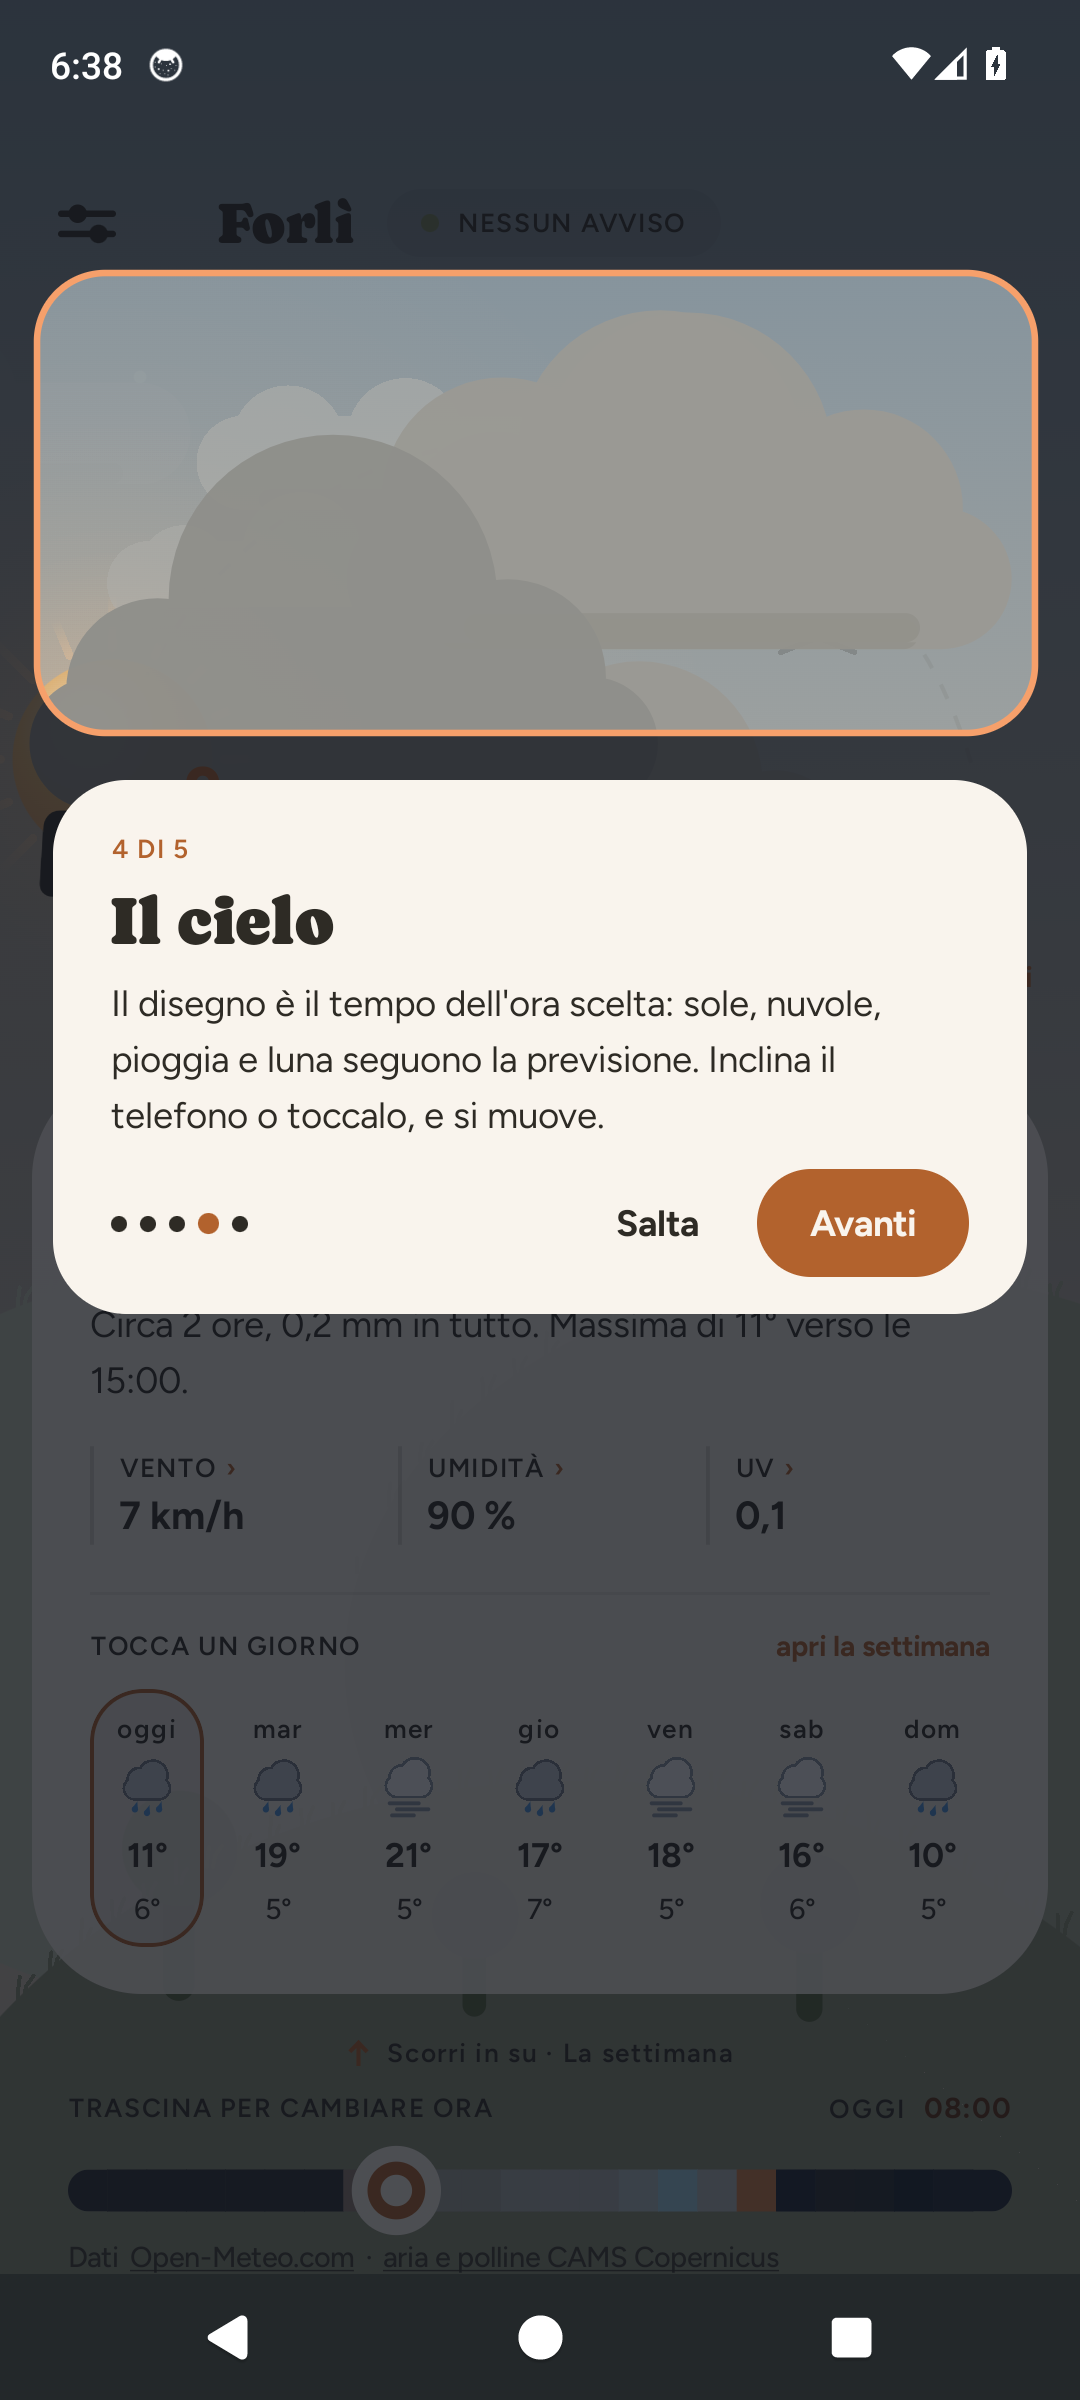 6:38
Forlì
NESSUN AVVISO
4 DI 5
Il cielo
Il disegno è il tempo dell'ora scelta: sole, nuvole,
pioggia e luna seguono la previsione. Inclina il
telefono o toccalo, e si muove.
Salta
Avanti
Circa 2 ore, 0,2 mm in tutto. Massima di 11° verso le
15:00.
VENTO › UMIDITÀ › UV ›
7 km/h 90 % 0,1
TOCCA UN GIORNO apri la settimana
oggi mar mer gio ven sab dom
11° 19° 21° 17° 18° 16° 10°
6° 5° 5° 7° 5° 6° 5°
↑ Scorri in su · La settimana
TRASCINA PER CAMBIARE ORA OGGI 08:00
Dati Open-Meteo.com · aria e polline CAMS Copernicus